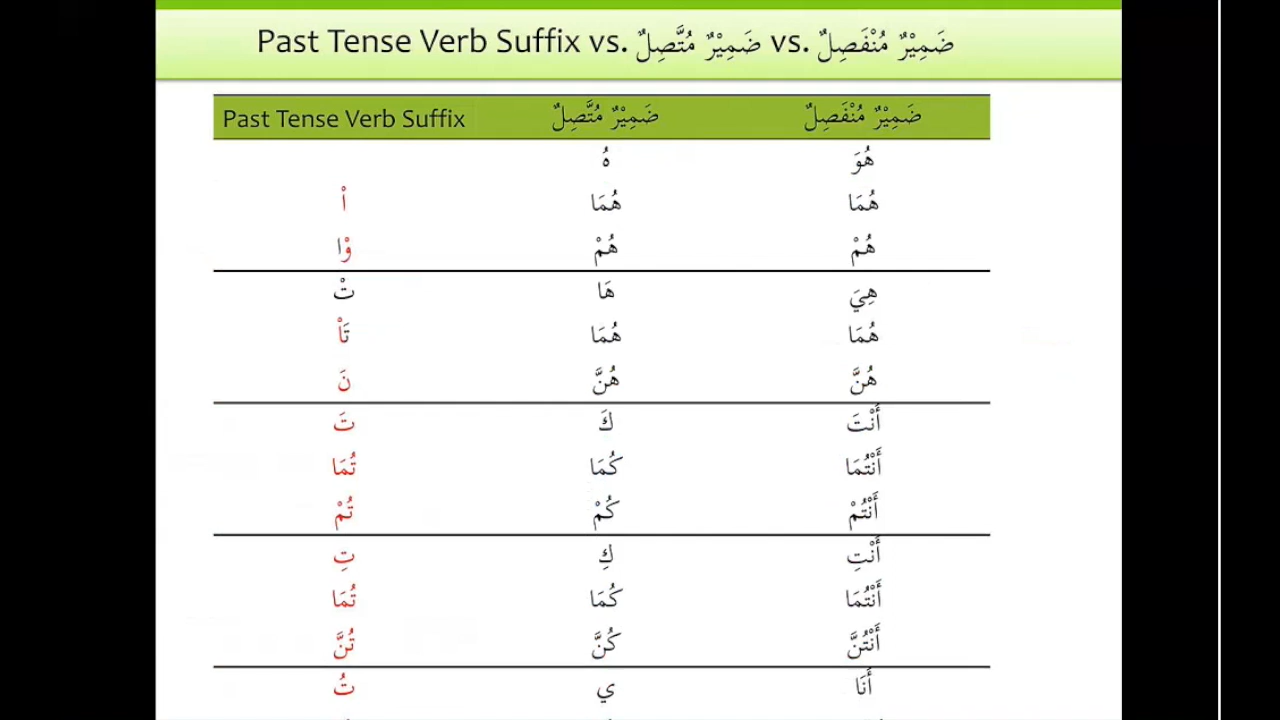 Past Tense Verb Suffix vs. ضَمِيْرٌ مُتَّصِلٌ vs. ضَمِيْرٌ مُنْفَصِلٌ
Past Tense Verb Suffix ضَمِيْرٌ مُتَّصِلٌ ضَمِيْرٌ مُنْفَصِلٌ
هُ هُوَ
اْ هُمَا هُمَا
وْا هُمْ هُمْ
تْ هَا هِيَ
تَاْ هُمَا هُمَا
نَ هُنَّ هُنَّ
تَ كَ أَنْتَ
تُمَا كُمَا أَنْتُمَا
تُمْ كُمْ أَنْتُمْ
تِ كِ أَنْتِ
تُمَا كُمَا أَنْتُمَا
تُنَّ كُنَّ أَنْتُنَّ
تُ ي أَنَا